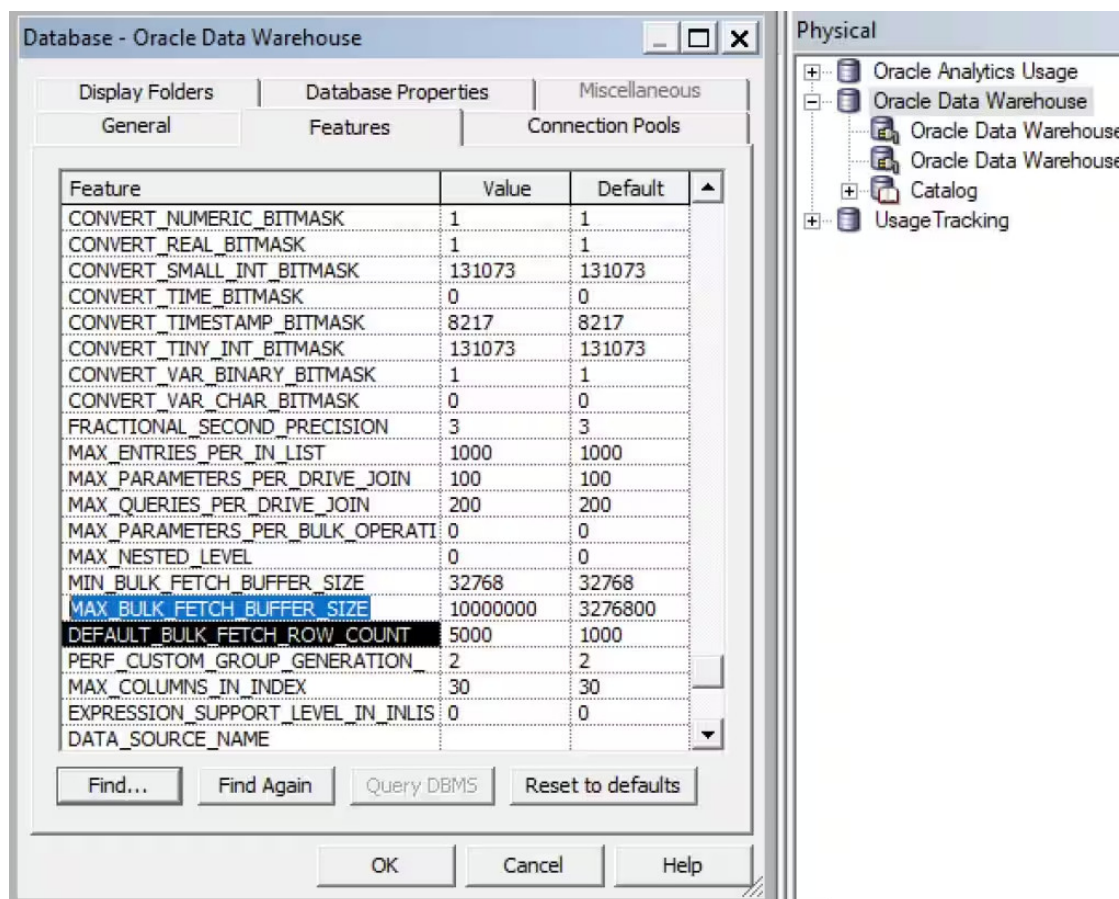 Database - Oracle Data Warehouse
Display Folders Database Properties Miscellaneous
General Features Connection Pools
Feature Value Default
CONVERT_NUMERIC_BITMASK 1 1
CONVERT_REAL_BITMASK 1 1
CONVERT_SMALL_INT_BITMASK 131073 131073
CONVERT_TIME_BITMASK 0 0
CONVERT_TIMESTAMP_BITMASK 8217 8217
CONVERT_TINY_INT_BITMASK 131073 131073
CONVERT_VAR_BINARY_BITMASK 1 1
CONVERT_VAR_CHAR_BITMASK 0 0
FRACTIONAL_SECOND_PRECISION 3 3
MAX_ENTRIES_PER_IN_LIST 1000 1000
MAX_PARAMETERS_PER_DRIVE_JOIN 100 100
MAX_QUERIES_PER_DRIVE_JOIN 200 200
MAX_PARAMETERS_PER_BULK_OPERATI 0 0
MAX_NESTED_LEVEL 0 0
MIN_BULK_FETCH_BUFFER_SIZE 32768 32768
MAX_BULK_FETCH_BUFFER_SIZE 10000000 3276800
DEFAULT_BULK_FETCH_ROW_COUNT 5000 1000
PERF_CUSTOM_GROUP_GENERATION_ 2 2
MAX_COLUMNS_IN_INDEX 30 30
EXPRESSION_SUPPORT_LEVEL_IN_INLIS 0 0
DATA_SOURCE_NAME
Find... Find Again Query DBMS Reset to defaults
OK Cancel Help
Physical
Oracle Analytics Usage
Oracle Data Warehouse
Oracle Data Warehouse
Oracle Data Warehouse
Catalog
UsageTracking